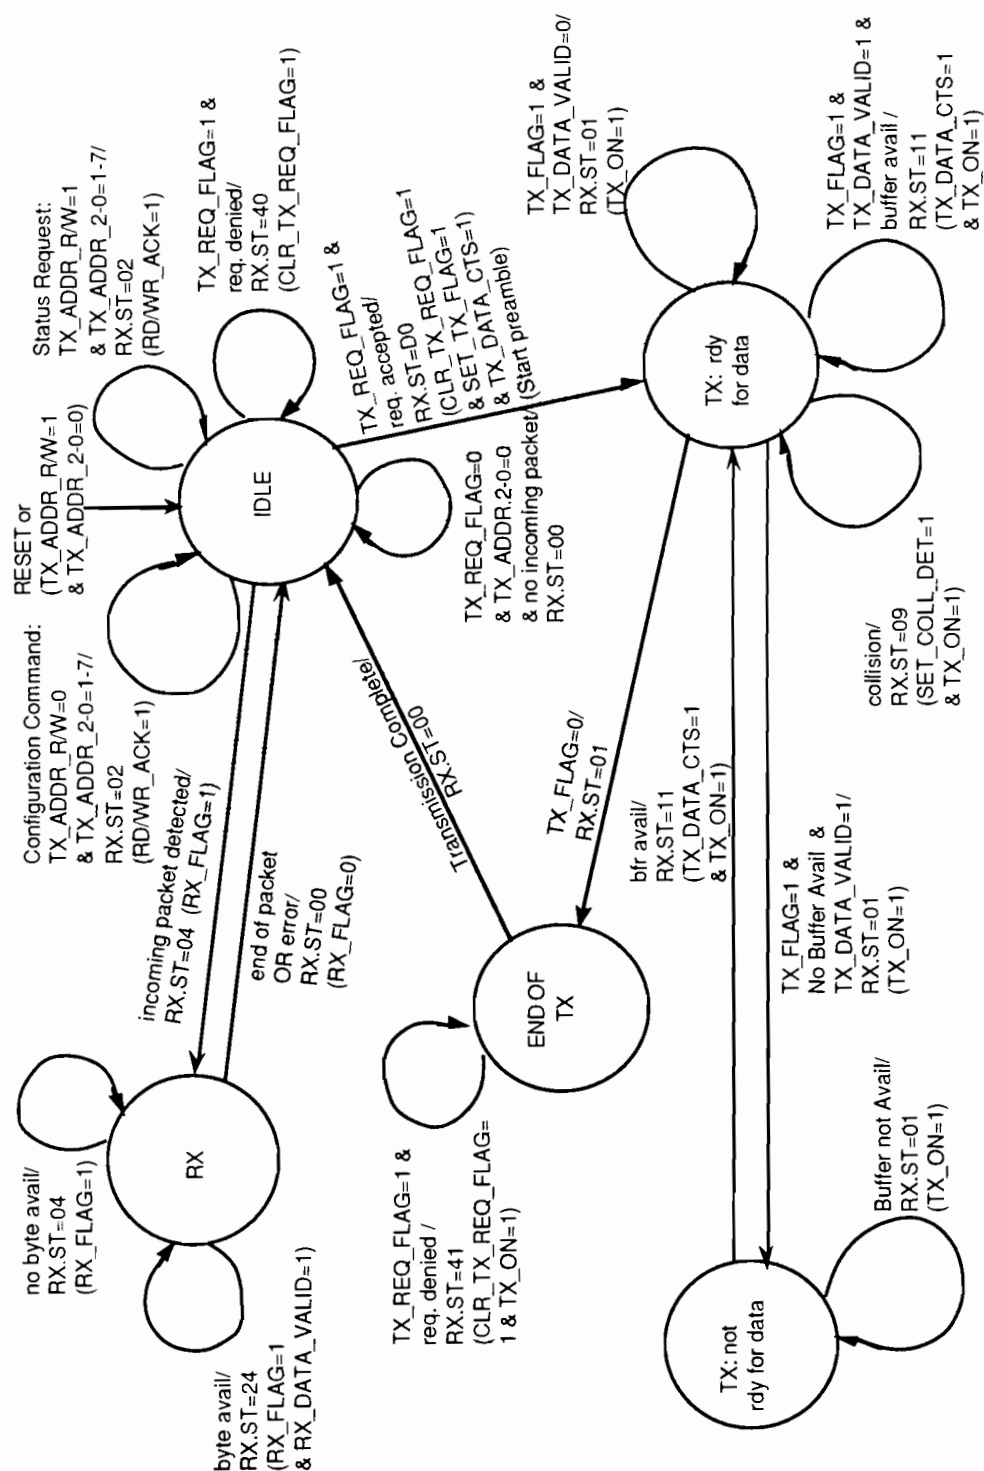 RESET or
(TX_ADDR_R/W=1
& TX_ADDR_2-0=0)
Status Request:
TX_ADDR_R/W=1
& TX_ADDR_2-0=1-7/
RX.ST=02
(RD/WR_ACK=1)
Configuration Command:
TX_ADDR_R/W=0
& TX_ADDR_2-0=1-7/
RX.ST=02
(RD/WR_ACK=1)
TX_REQ_FLAG=1 &
req. denied/
RX.ST=40
(CLR_TX_REQ_FLAG=1)
IDLE
TX_REQ_FLAG=1 &
req. accepted/
RX.ST=D0
(CLR_TX_REQ_FLAG=1
& SET_TX_FLAG=1
& TX_DATA_CTS=1)
(Start preamble)
TX_REQ_FLAG=0
& TX_ADDR.2-0=0
& no incoming packet/
RX.ST=00
incoming packet detected/
RX.ST=04 (RX_FLAG=1)
end of packet
OR error/
RX.ST=00
(RX_FLAG=0)
no byte avail/
RX.ST=04
(RX_FLAG=1)
RX
byte avail/
RX.ST=24
(RX_FLAG=1
& RX_DATA_VALID=1)
Transmission Complete/
RX.ST=00
TX_FLAG=0/
RX.ST=01
END OF
TX
TX_REQ_FLAG=1 &
req. denied /
RX.ST=41
(CLR_TX_REQ_FLAG=
1 & TX_ON=1)
TX_FLAG=1 &
TX_DATA_VALID=0/
RX.ST=01
(TX_ON=1)
TX: rdy
for data
TX_FLAG=1 &
TX_DATA_VALID=1 &
buffer avail /
RX.ST=11
(TX_DATA_CTS=1
& TX_ON=1)
collision/
RX.ST=09
(SET_COLL_DET=1
& TX_ON=1)
bfr avail/
RX.ST=11
(TX_DATA_CTS=1
& TX_ON=1)
TX_FLAG=1 &
No Buffer Avail &
TX_DATA_VALID=1/
RX.ST=01
(TX_ON=1)
TX: not
rdy for data
Buffer not Avail/
RX.ST=01
(TX_ON=1)